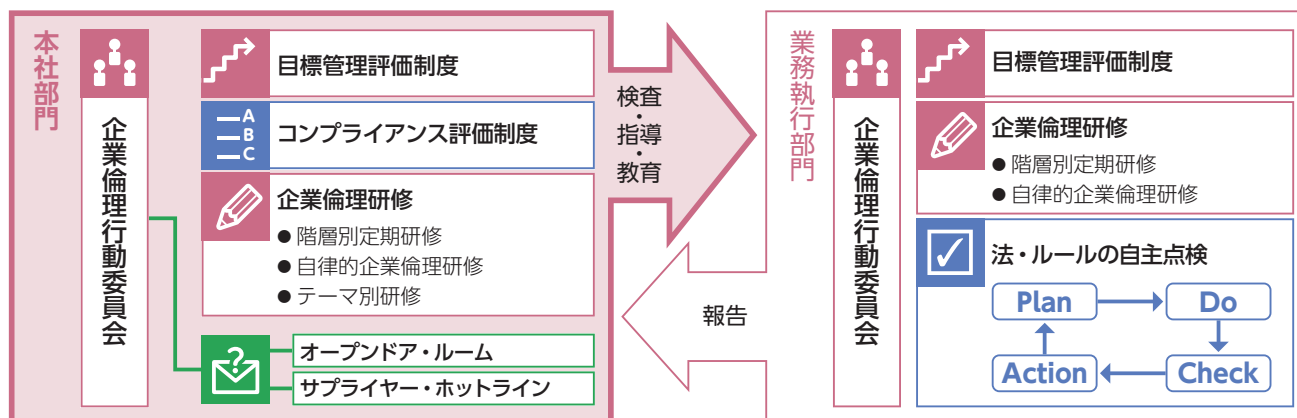 本社部門
企業倫理行動委員会
目標管理評価制度
A
B
C
コンプライアンス評価制度
企業倫理研修
● 階層別定期研修
● 自律的企業倫理研修
● テーマ別研修
?
オープンドア・ルーム
サプライヤー・ホットライン
検査
・
指導
・
教育
報告
業務執行部門
企業倫理行動委員会
目標管理評価制度
企業倫理研修
● 階層別定期研修
● 自律的企業倫理研修
法・ルールの自主点検
Plan
Do
Action
Check